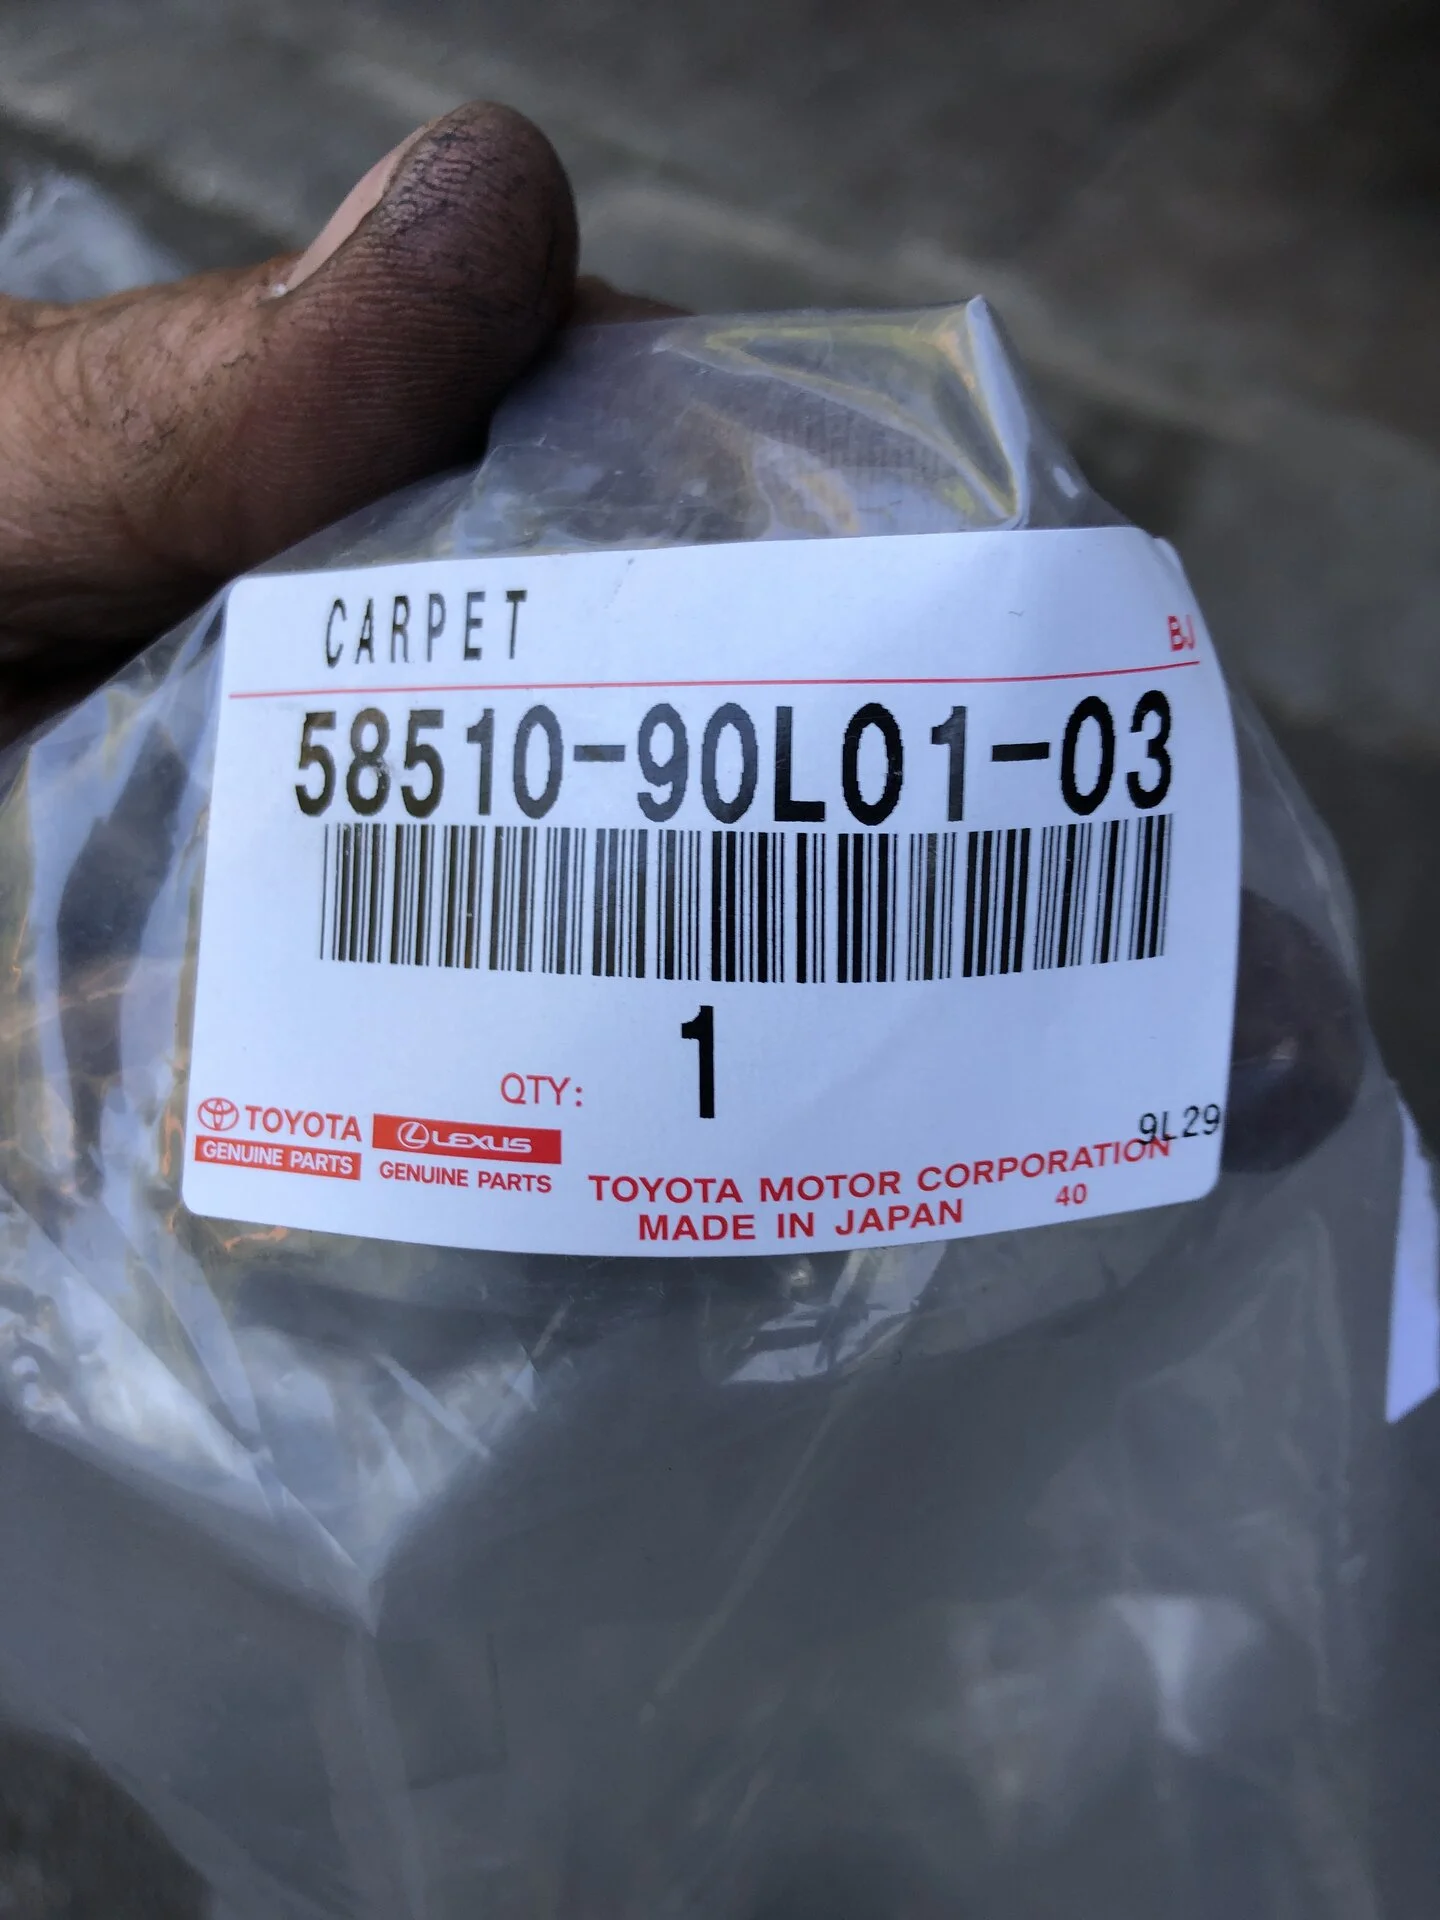 CARPET
BJ
58510-90L01-03
QTY: 1
TOYOTA
GENUINE PARTS
LEXUS
GENUINE PARTS
9L29
TOYOTA MOTOR CORPORATION
MADE IN JAPAN 40